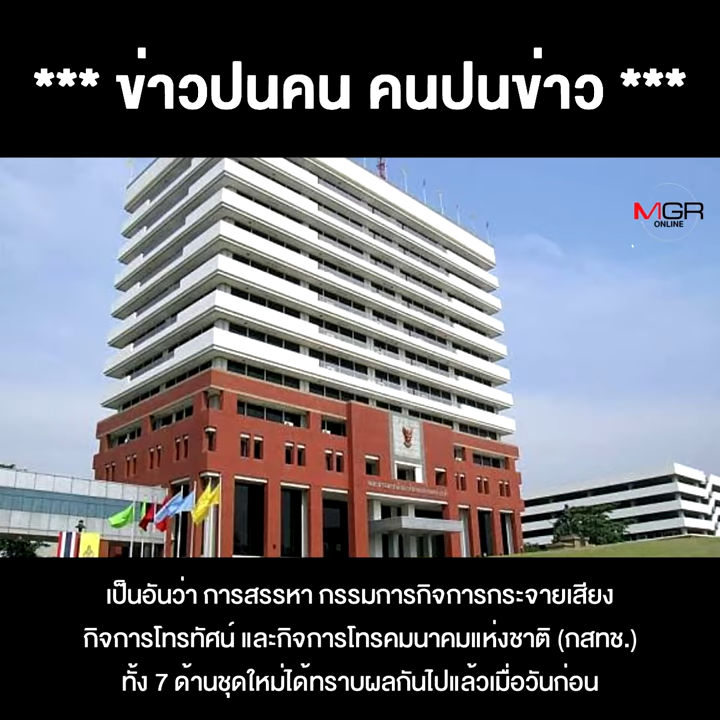 *** ข่าวปนคน คนปนข่าว ***
MGR
ONLINE
เป็นอันว่า การสรรหา กรรมการกิจการกระจายเสียง
กิจการโทรทัศน์ และกิจการโทรคมนาคมแห่งชาติ (กสทช.)
ทั้ง 7 ด้านชุดใหม่ได้ทราบผลกันไปแล้วเมื่อวันก่อน